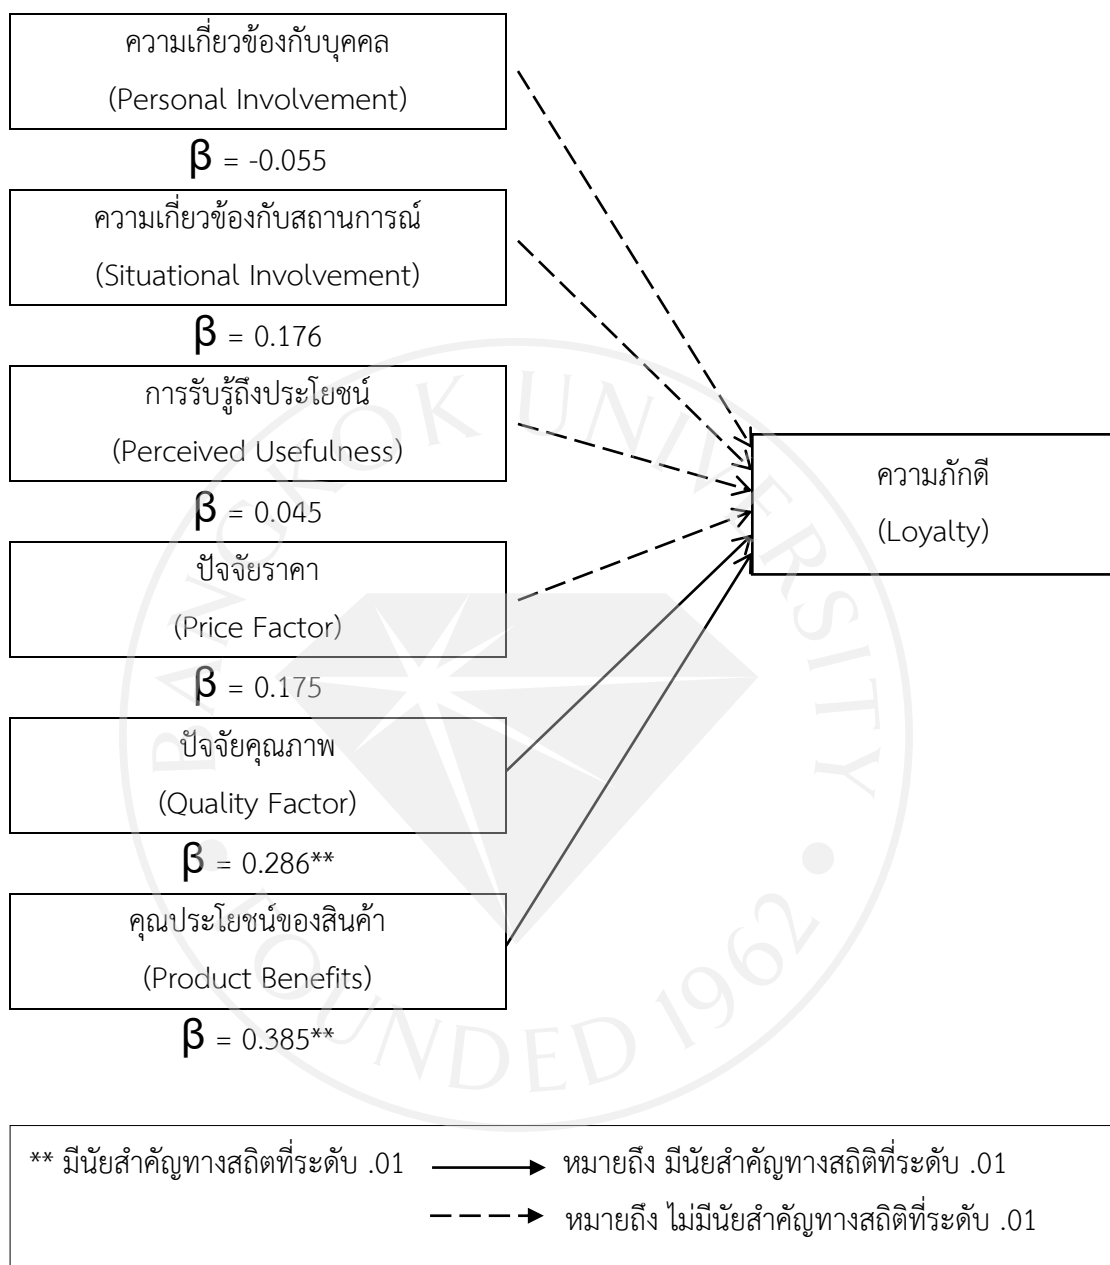 ความเกี่ยวข้องกับบุคคล
(Personal Involvement)
β = -0.055
ความเกี่ยวข้องกับสถานการณ์
(Situational Involvement)
β = 0.176
การรับรู้ถึงประโยชน์
(Perceived Usefulness)
β = 0.045
ปัจจัยราคา
(Price Factor)
β = 0.175
ปัจจัยคุณภาพ
(Quality Factor)
β = 0.286**
คุณประโยชน์ของสินค้า
(Product Benefits)
β = 0.385**
ความภักดี
(Loyalty)
BANGKOK UNIVERSITY
FOUNDED 1962
** มีนัยสำคัญทางสถิตที่ระดับ .01 หมายถึง มีนัยสำคัญทางสถิติที่ระดับ .01
หมายถึง ไม่มีนัยสำคัญทางสถิติที่ระดับ .01